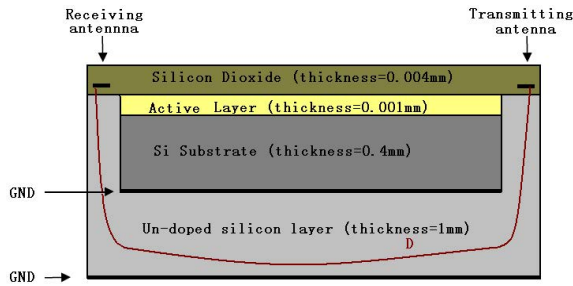 Receiving
antennna
Transmitting
antenna
Silicon Dioxide (thickness=0.004mm)
Active Layer (thickness=0.001mm)
Si Substrate (thickness=0.4mm)
GND
Un-doped silicon layer (thickness=1mm)
D
GND